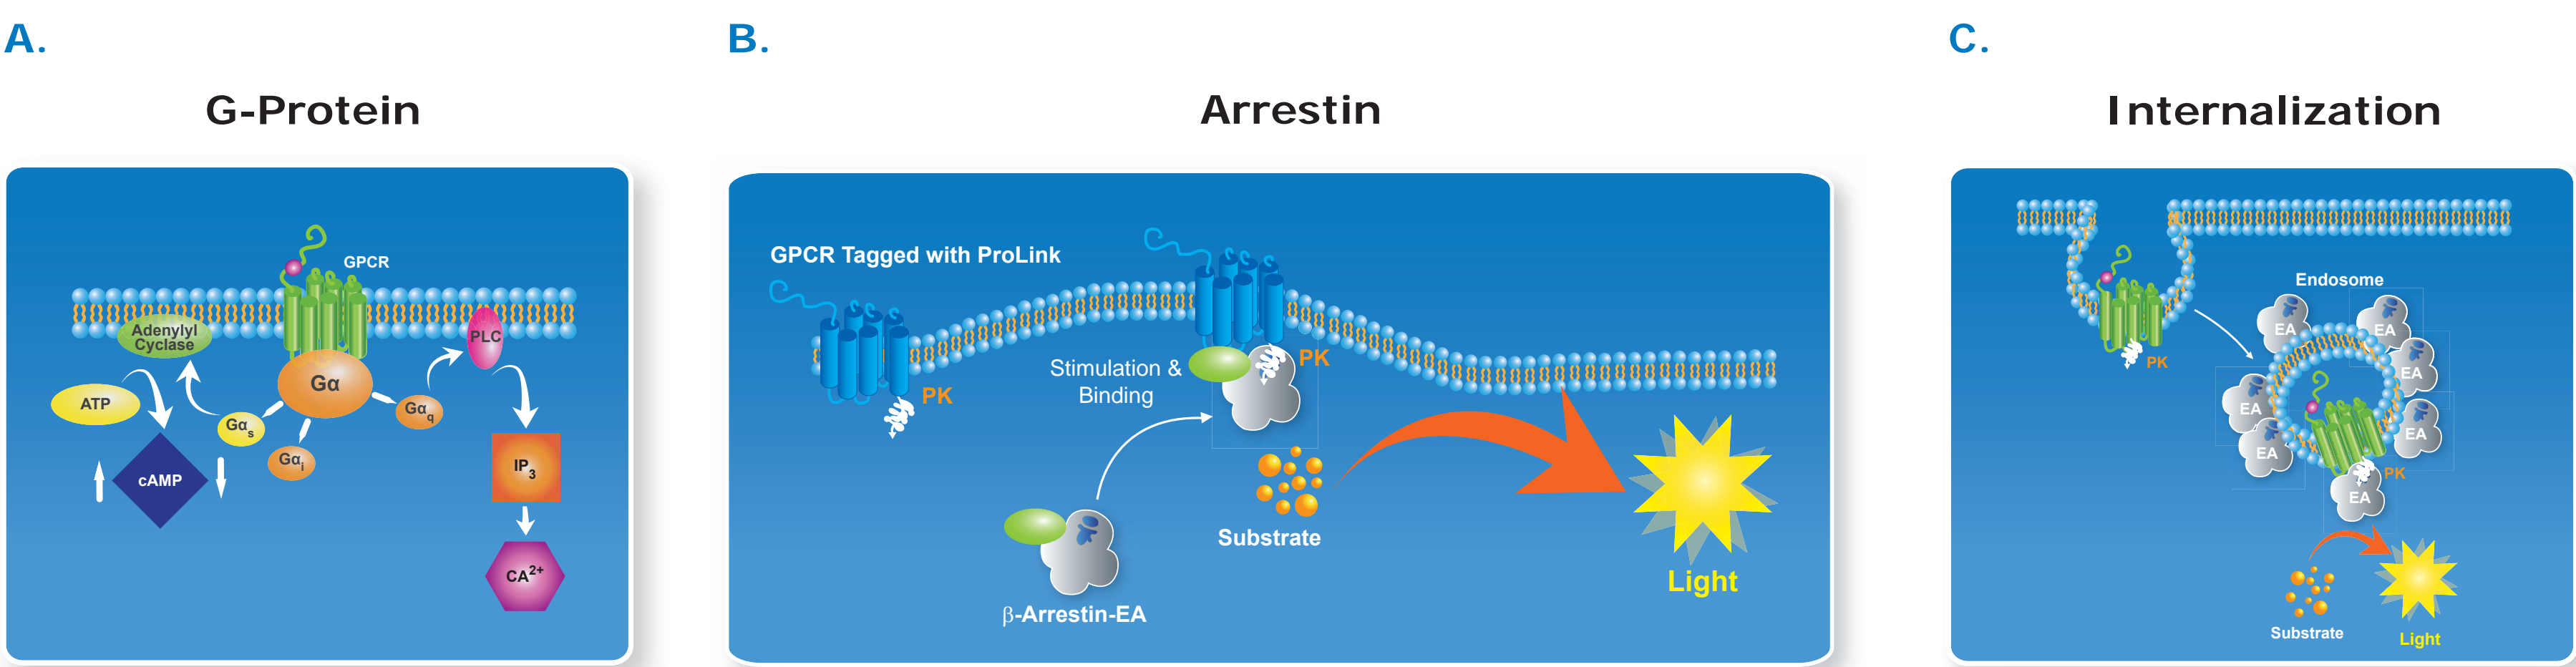 A.
G-Protein
GPCR
Adenylyl
Cyclase
PLC
Gα
ATP
Gαs
Gαq
Gαi
cAMP
IP3
CA2+
B.
Arrestin
GPCR Tagged with ProLink
PK
Stimulation &
Binding
PK
Substrate
β-Arrestin-EA
Light
C.
Internalization
Endosome
PK
EA
EA
EA
EA
EA
EA
PK
EA
Substrate
Light